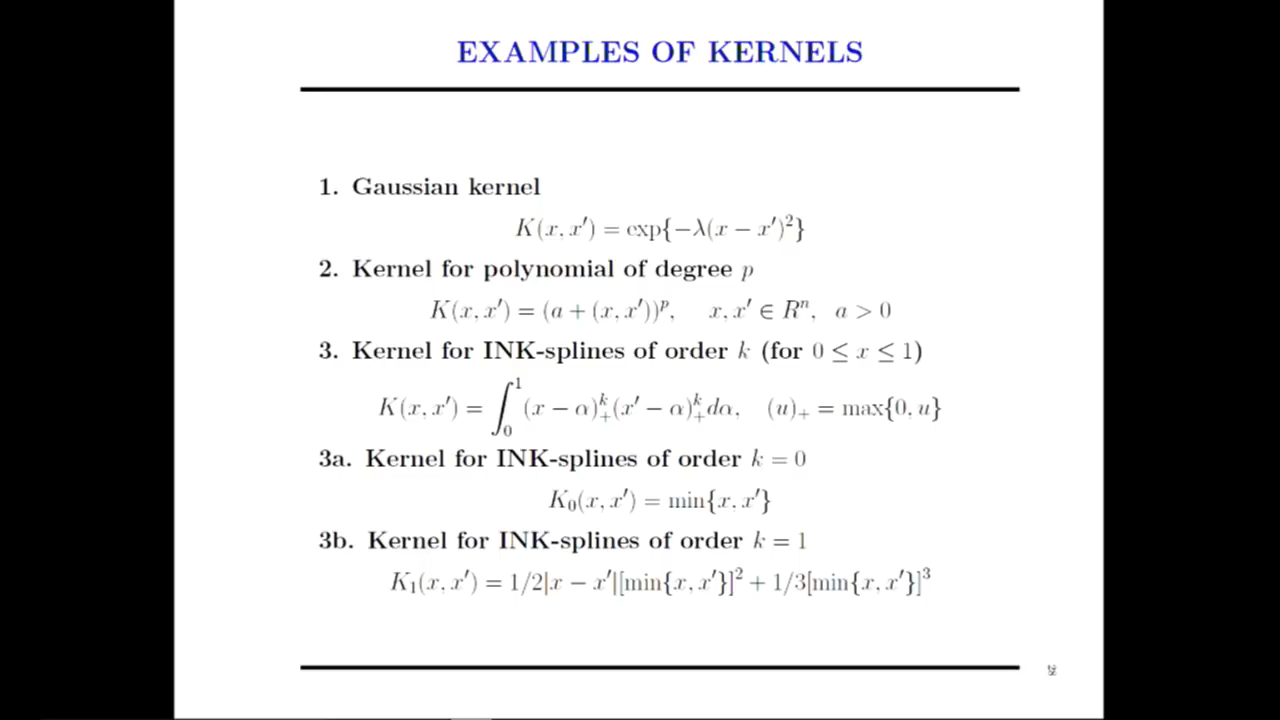 EXAMPLES OF KERNELS
1. Gaussian kernel
K(x, x′) = exp{−λ(x − x′)²}
2. Kernel for polynomial of degree p
K(x, x′) = (a + (x, x′))ᵖ, x, x′ ∈ Rⁿ, a > 0
3. Kernel for INK-splines of order k (for 0 ≤ x ≤ 1)
K(x, x′) = ∫₀¹ (x − α)₊ᵏ(x′ − α)₊ᵏdα, (u)₊ = max{0, u}
3a. Kernel for INK-splines of order k = 0
K₀(x, x′) = min{x, x′}
3b. Kernel for INK-splines of order k = 1
K₁(x, x′) = 1/2|x − x′|[min{x, x′}]² + 1/3[min{x, x′}]³